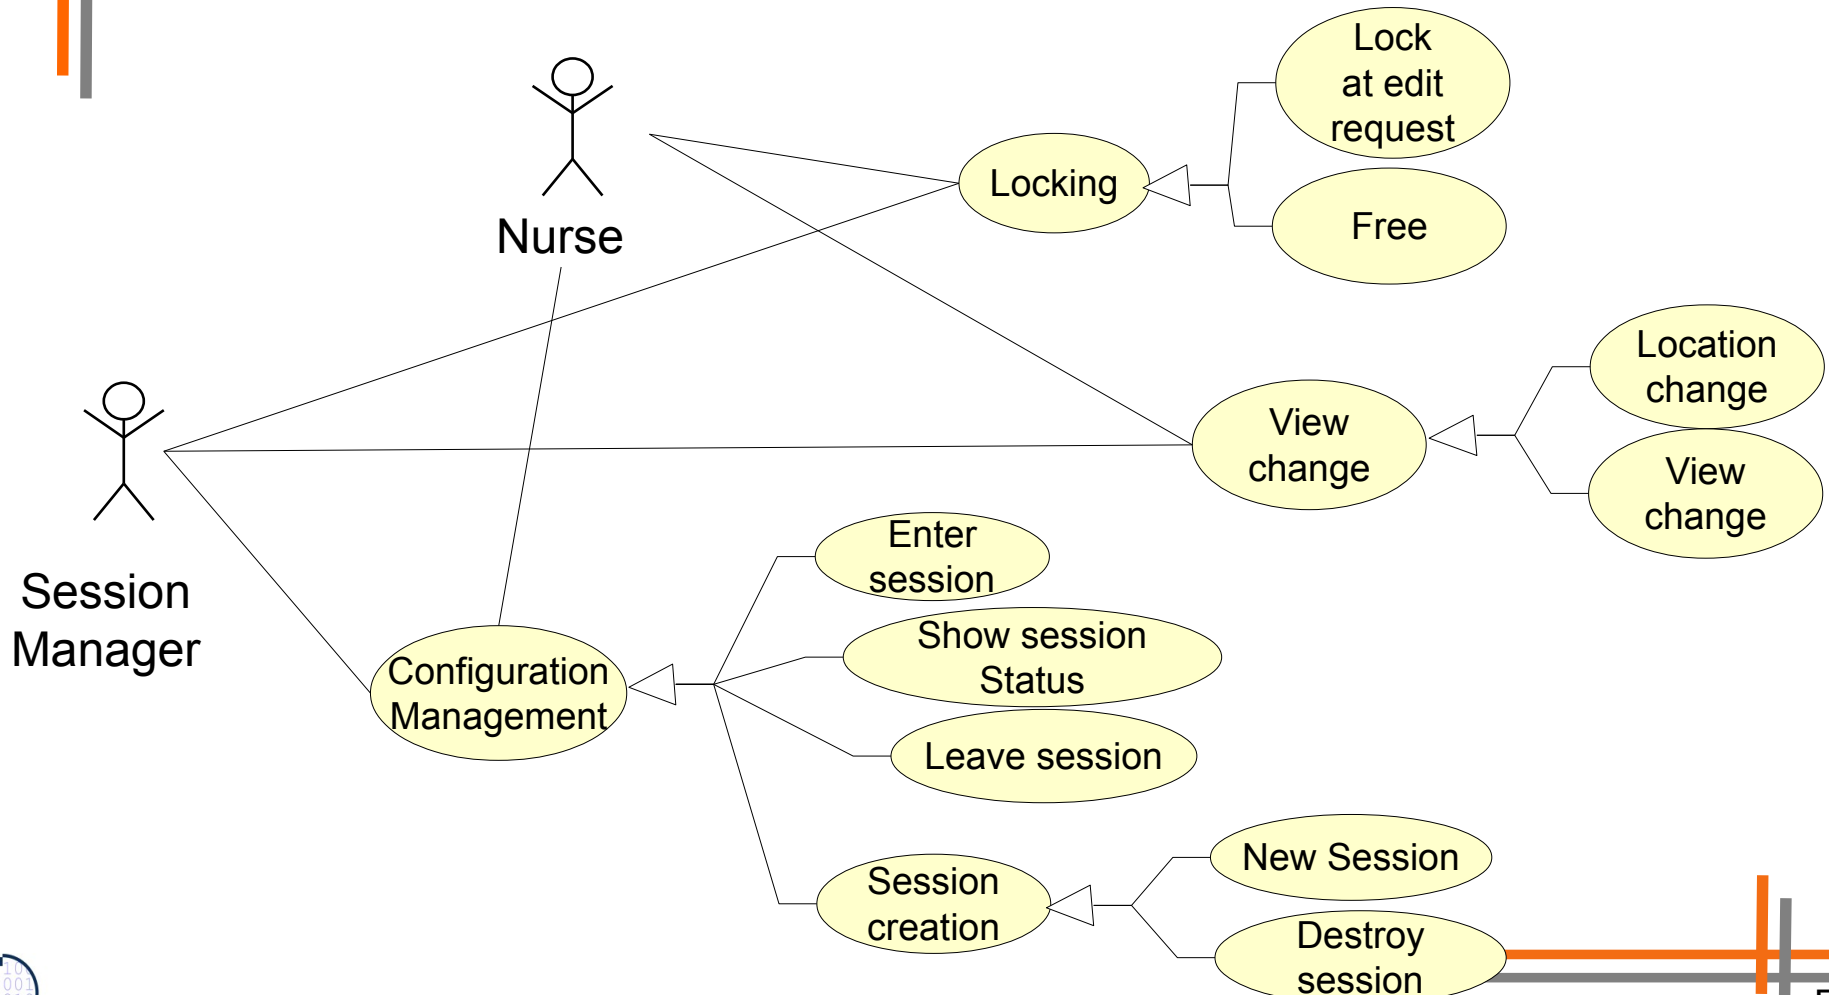 Lock
at edit
request
Nurse
Locking
Free
Location
change
View
change
View
change
Session
Manager
Enter
session
Show session
Status
Configuration
Management
Leave session
Session
creation
New Session
Destroy
session